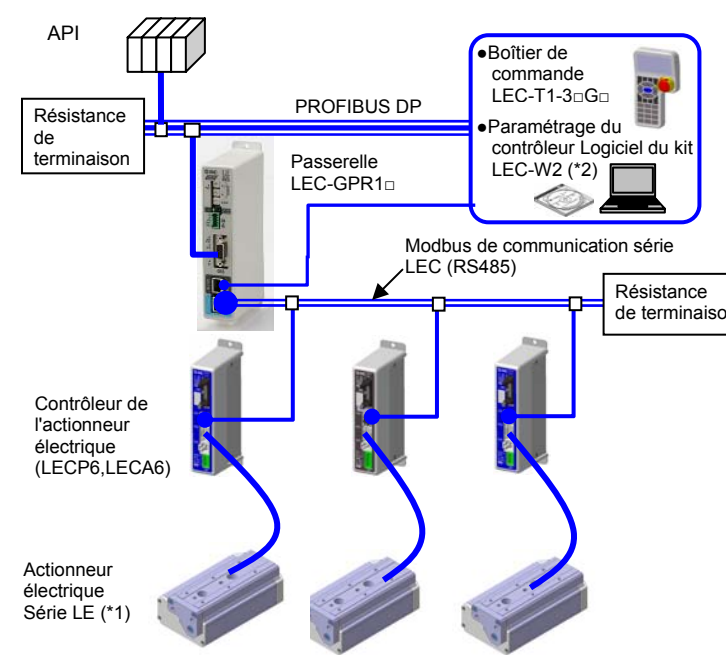 API
●Boîtier de
commande
LEC-T1-3□G□
●Paramétrage du
contrôleur Logiciel du kit
LEC-W2 (*2)
Résistance
de
terminaison
PROFIBUS DP
Passerelle
LEC-GPR1□
Modbus de communication série
LEC (RS485)
Résistance
de terminaiso
Contrôleur de
l'actionneur
électrique
(LECP6,LECA6)
Actionneur
électrique
Série LE (*1)